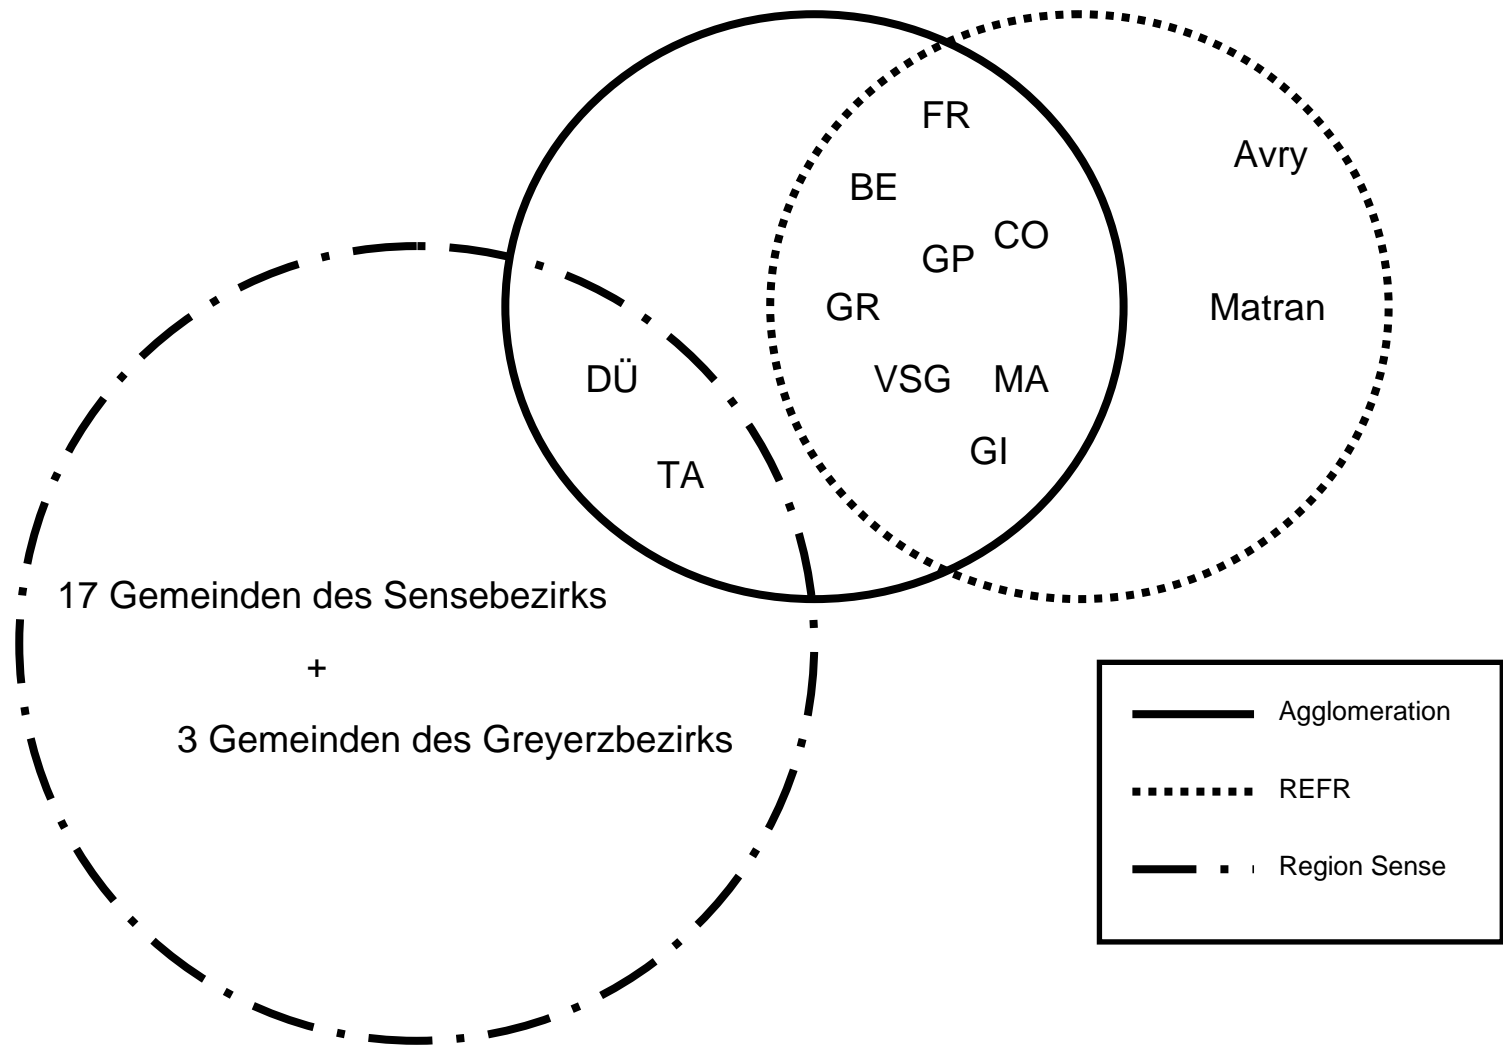 FR
Avry
BE
CO
GP
GR
Matran
DÜ
VSG
MA
GI
TA
17 Gemeinden des Sensebezirks
+
3 Gemeinden des Greyerzbezirks
Agglomeration
REFR
Region Sense